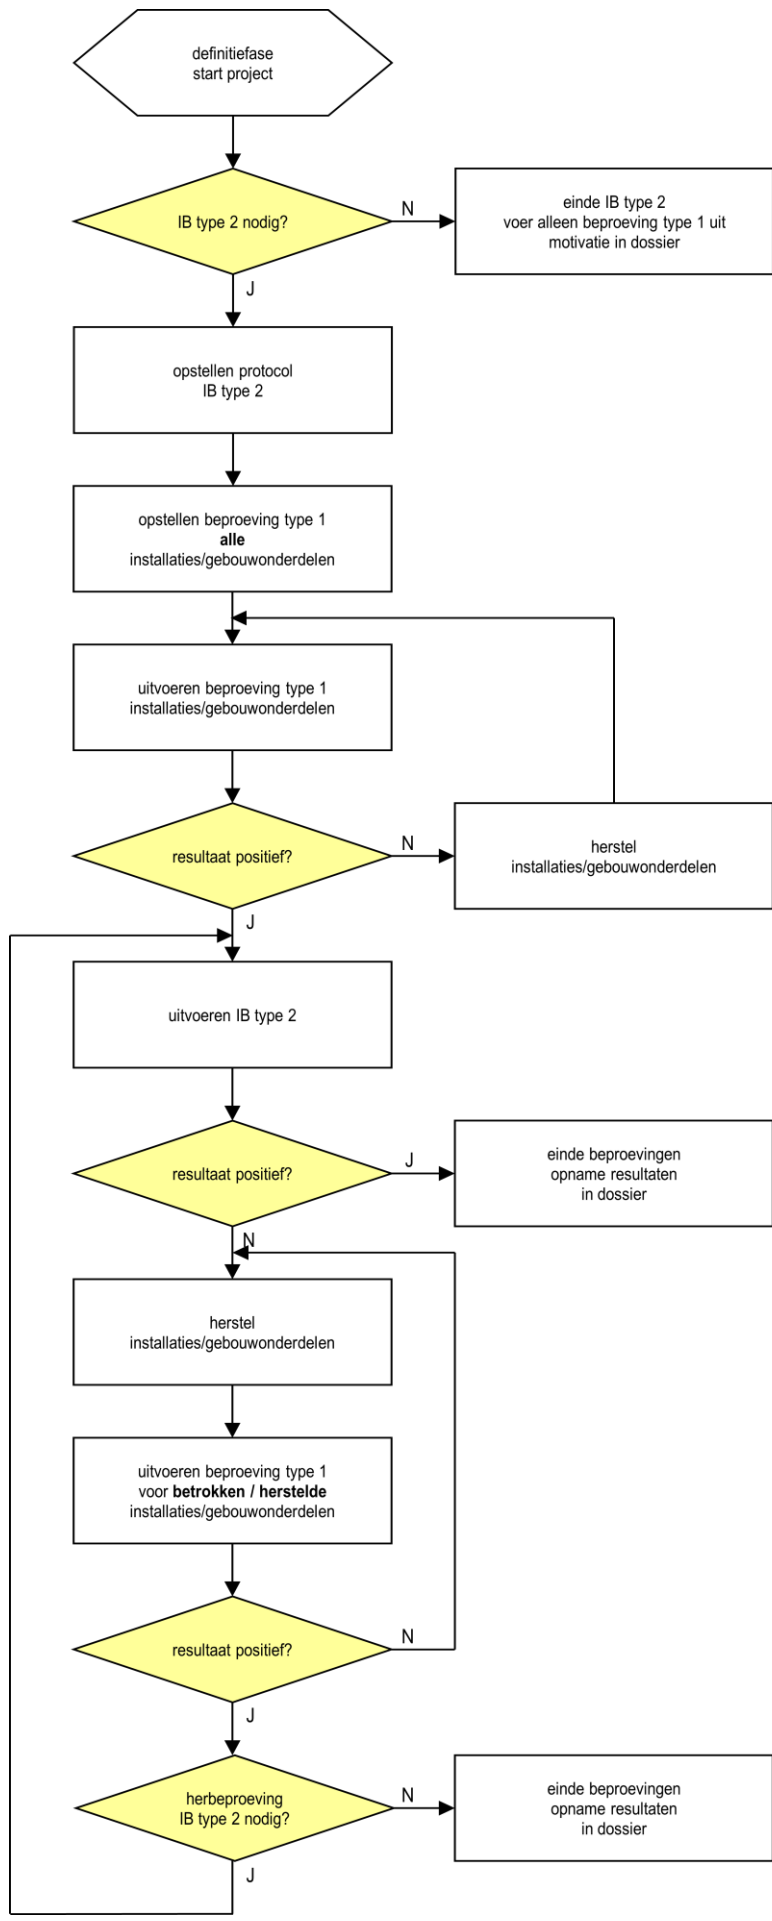 definitiefase
start project
IB type 2 nodig?
N
einde IB type 2
voer alleen beproeving type 1 uit
motivatie in dossier
J
opstellen protocol
IB type 2
opstellen beproeving type 1
alle
installaties/gebouwonderdelen
uitvoeren beproeving type 1
installaties/gebouwonderdelen
resultaat positief?
N
herstel
installaties/gebouwonderdelen
J
uitvoeren IB type 2
resultaat positief?
J
einde beproevingen
opname resultaten
in dossier
N
herstel
installaties/gebouwonderdelen
uitvoeren beproeving type 1
voor betrokken / herstelde
installaties/gebouwonderdelen
resultaat positief?
N
J
herbeproeving
IB type 2 nodig?
N
einde beproevingen
opname resultaten
in dossier
J